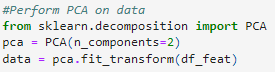 #Perform PCA on data
from sklearn.decomposition import PCA
pca = PCA(n_components=2)
data = pca.fit_transform(df_feat)